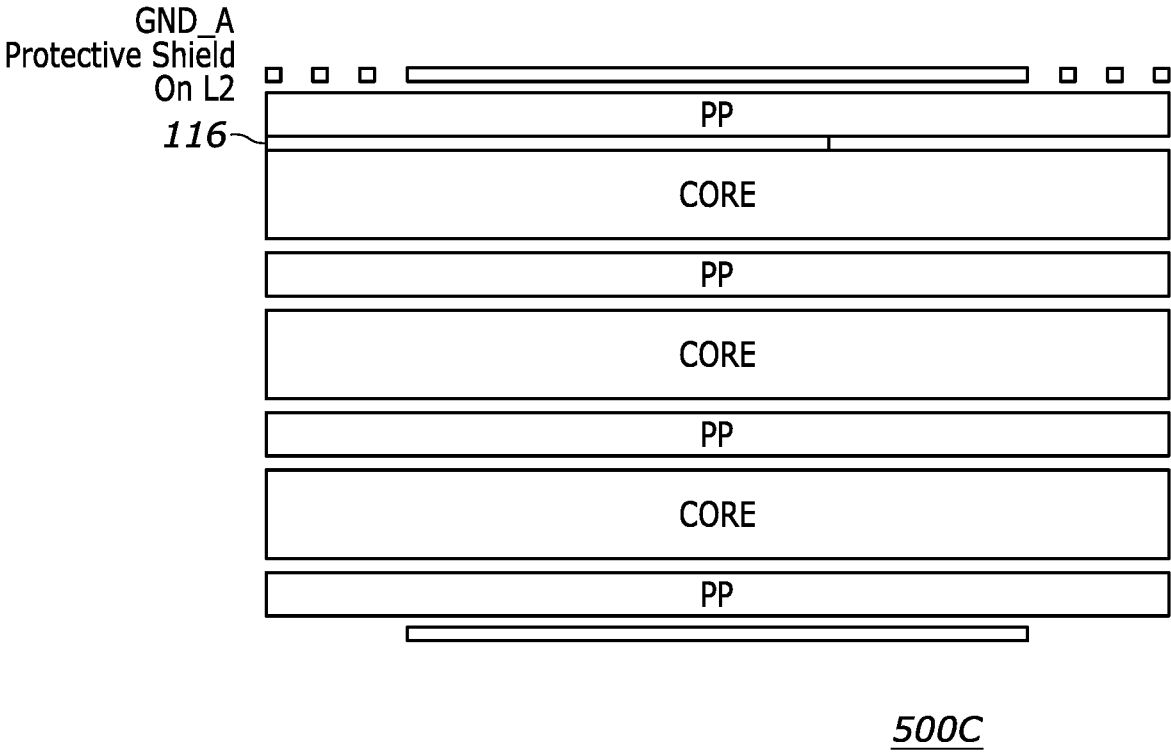 GND_A
Protective Shield
On L2
116
PP
CORE
PP
CORE
PP
CORE
PP
500C